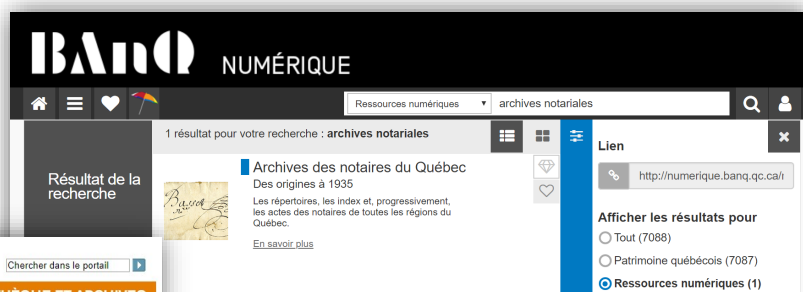 BAnQ NUMÉRIQUE
Ressources numériques archives notariales
1 résultat pour votre recherche : archives notariales
Résultat de la
recherche
Archives des notaires du Québec
Des origines à 1935
Les répertoires, les index et, progressivement,
les actes des notaires de toutes les régions du
Québec.
En savoir plus
Basset
Lien
http://numerique.banq.qc.ca/r
Afficher les résultats pour
Tout (7088)
Patrimoine québécois (7087)
Ressources numériques (1)
Chercher dans le portail